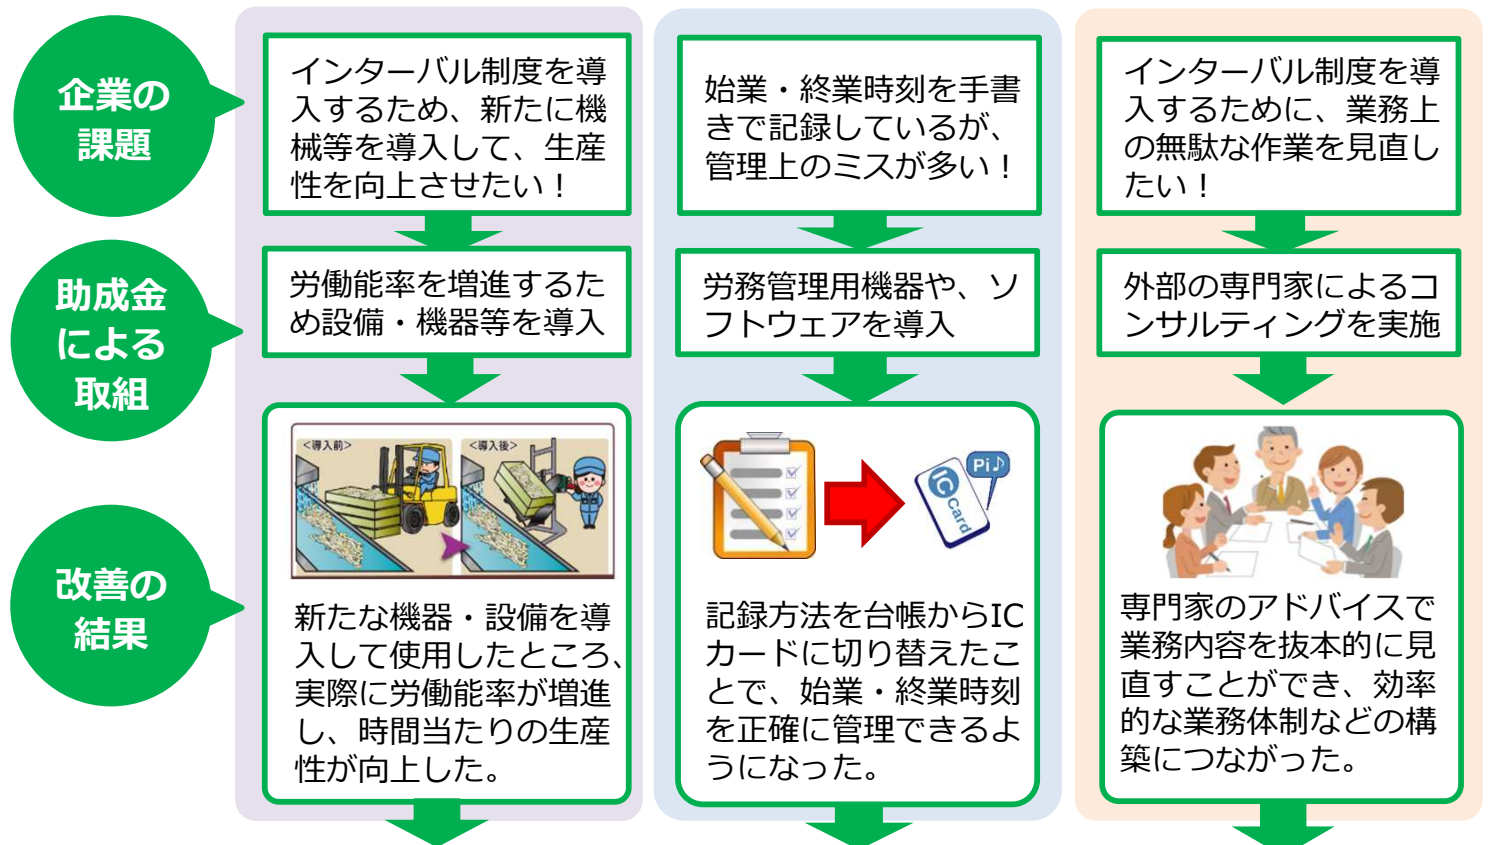 企業の
課題
インターバル制度を導
入するため、新たに機
械等を導入して、生産
性を向上させたい！
始業・終業時刻を手書
きで記録しているが、
管理上のミスが多い！
インターバル制度を導
入するために、業務上
の無駄な作業を見直し
たい！
助成金
による
取組
労働能率を増進するた
め設備・機器等を導入
労務管理用機器や、ソ
フトウェアを導入
外部の専門家によるコ
ンサルティングを実施
改善の
結果
<導入前>
<導入後>
新たな機器・設備を導
入して使用したところ、
実際に労働能率が増進
し、時間当たりの生産
性が向上した。
Pi♪
IC
Card
記録方法を台帳からIC
カードに切り替えたこ
とで、始業・終業時刻
を正確に管理できるよ
うになった。
専門家のアドバイスで
業務内容を抜本的に見
直すことができ、効率
的な業務体制などの構
築につながった。